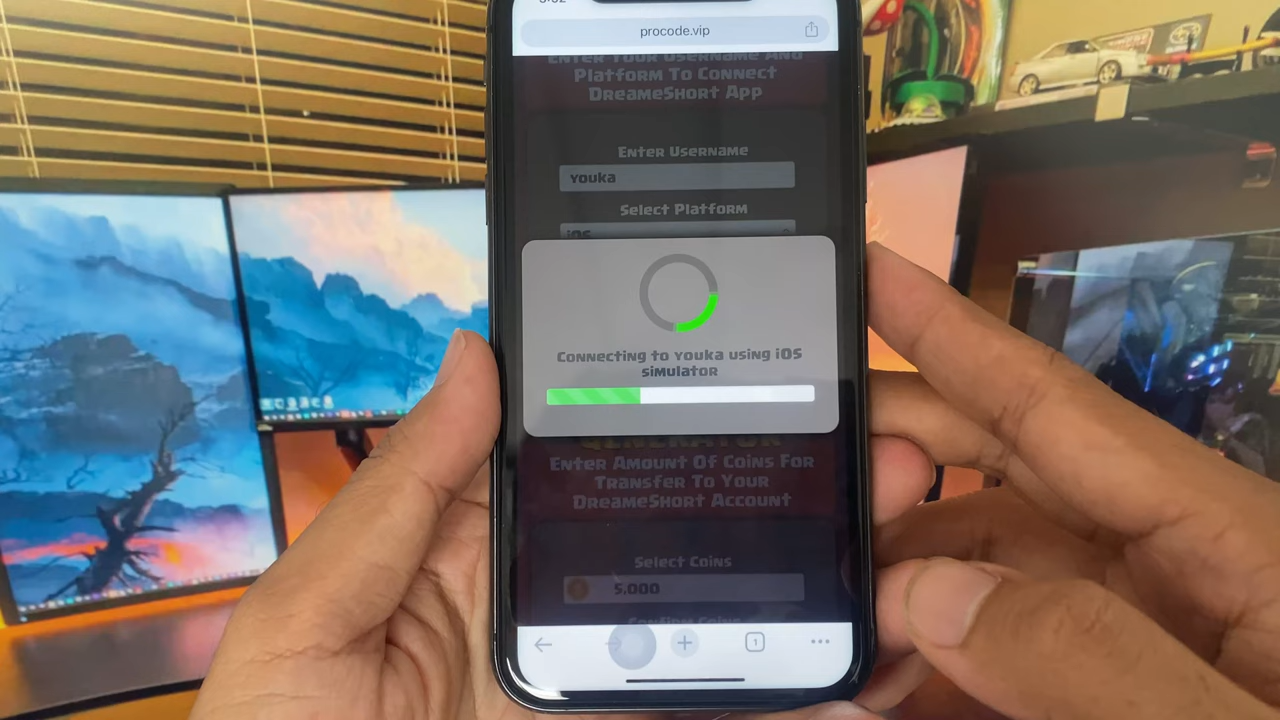 procode.vip
Enter Your Username And
Platform To Connect
DreameShort App
Enter Username
youka
Select Platform
iOS
Connecting to youka using iOS
simulator
GENERATOR
Enter Amount Of Coins For
Transfer To Your
DreameShort Account
Select Coins
5,000
Confirm Coins
1